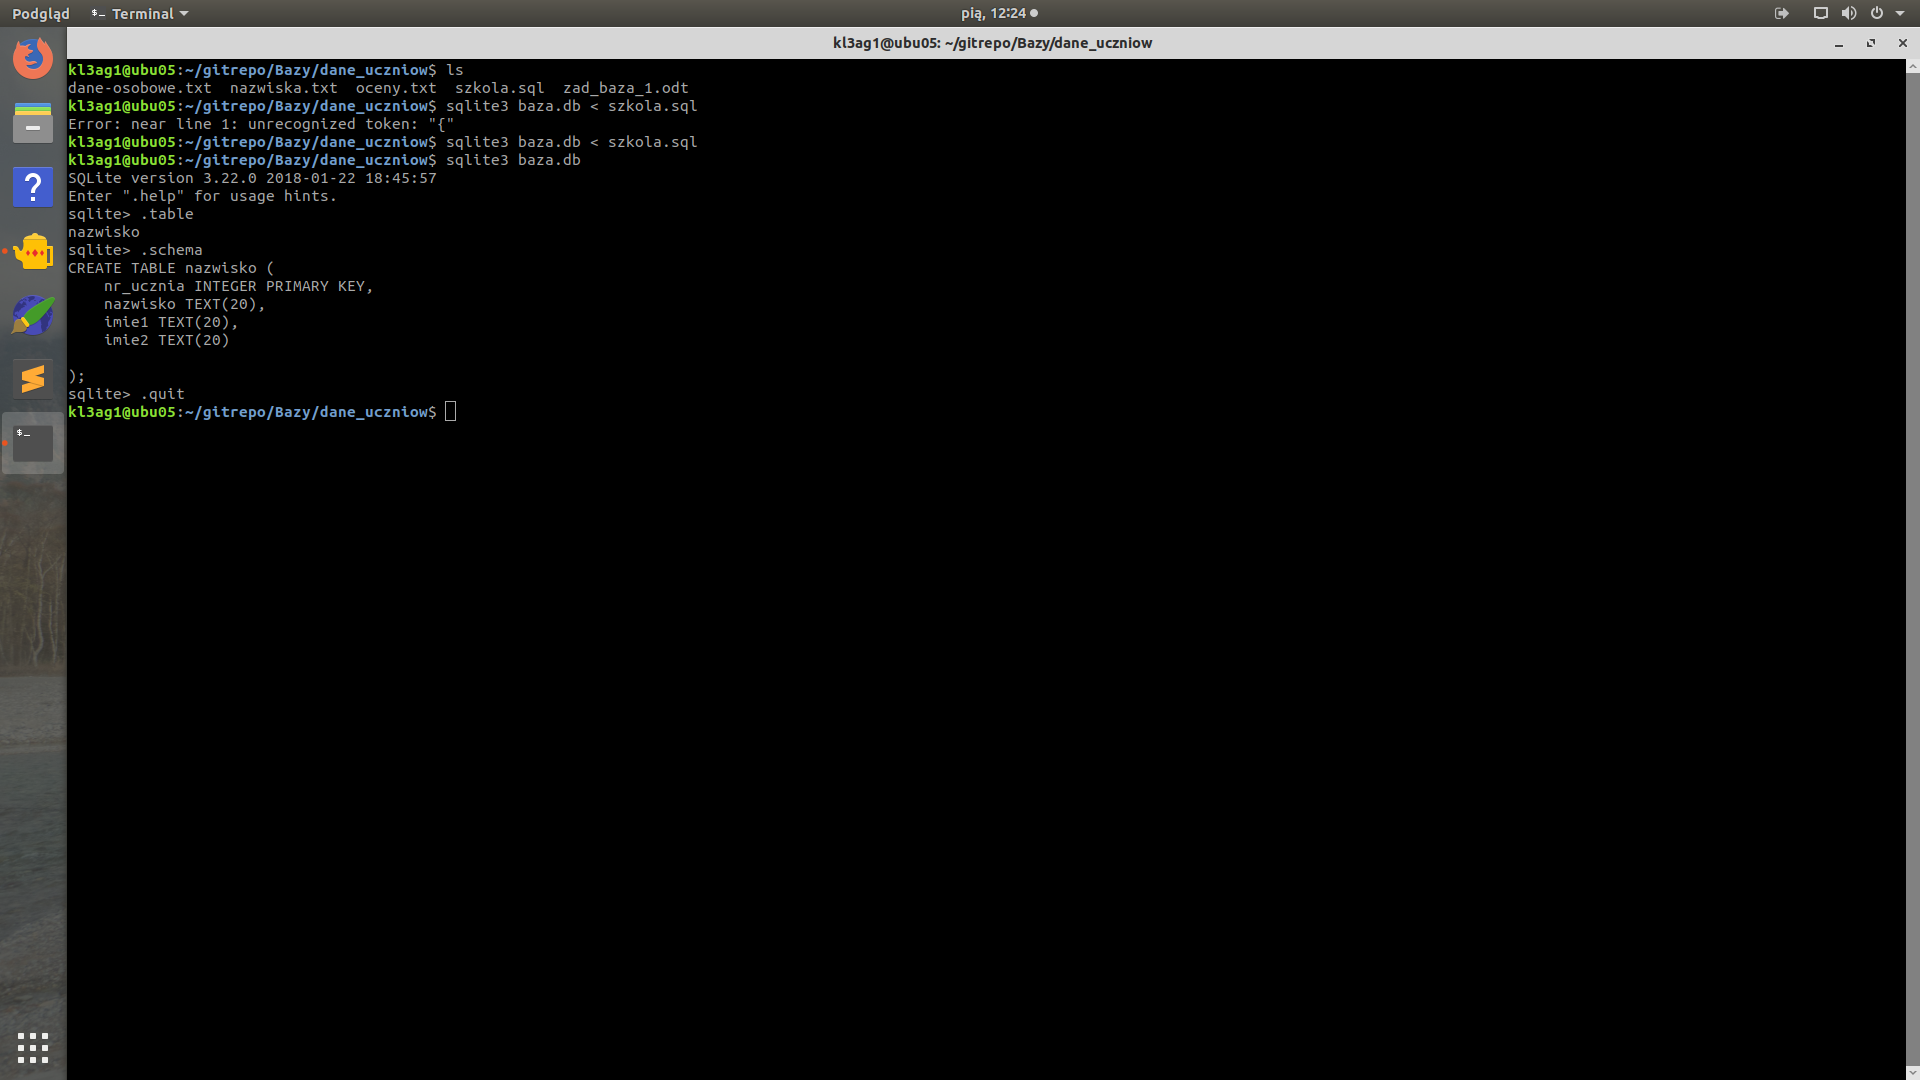 Podgląd $_ Terminal pią, 12:24
kl3ag1@ubu05: ~/gitrepo/Bazy/dane_uczniow
kl3ag1@ubu05:~/gitrepo/Bazy/dane_uczniow$ ls
dane-osobowe.txt  nazwiska.txt  oceny.txt  szkola.sql  zad_baza_1.odt
kl3ag1@ubu05:~/gitrepo/Bazy/dane_uczniow$ sqlite3 baza.db < szkola.sql
Error: near line 1: unrecognized token: "{"
kl3ag1@ubu05:~/gitrepo/Bazy/dane_uczniow$ sqlite3 baza.db < szkola.sql
kl3ag1@ubu05:~/gitrepo/Bazy/dane_uczniow$ sqlite3 baza.db
SQLite version 3.22.0 2018-01-22 18:45:57
Enter ".help" for usage hints.
sqlite> .table
nazwisko
sqlite> .schema
CREATE TABLE nazwisko (
    nr_ucznia INTEGER PRIMARY KEY,
    nazwisko TEXT(20),
    imie1 TEXT(20),
    imie2 TEXT(20)
);
sqlite> .quit
kl3ag1@ubu05:~/gitrepo/Bazy/dane_uczniow$
?
$_